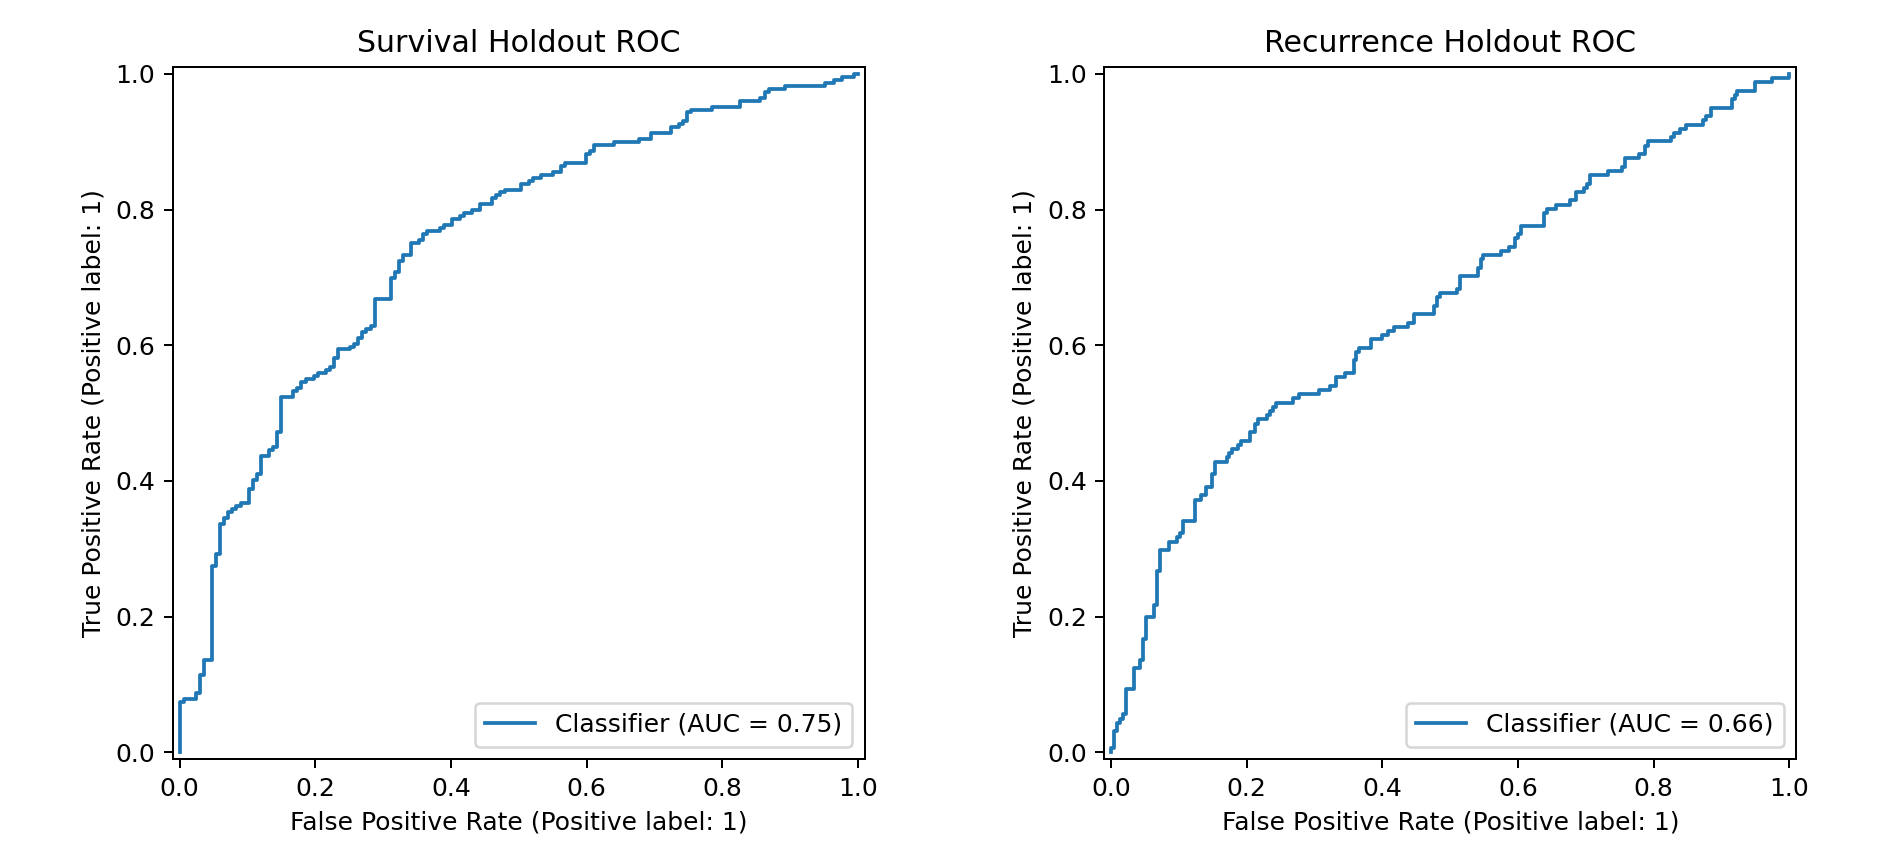 Survival Holdout ROC
True Positive Rate (Positive label: 1)
1.0
0.8
0.6
0.4
0.2
0.0
Classifier (AUC = 0.75)
0.0 0.2 0.4 0.6 0.8 1.0
False Positive Rate (Positive label: 1)
Recurrence Holdout ROC
True Positive Rate (Positive label: 1)
1.0
0.8
0.6
0.4
0.2
0.0
Classifier (AUC = 0.66)
0.0 0.2 0.4 0.6 0.8 1.0
False Positive Rate (Positive label: 1)